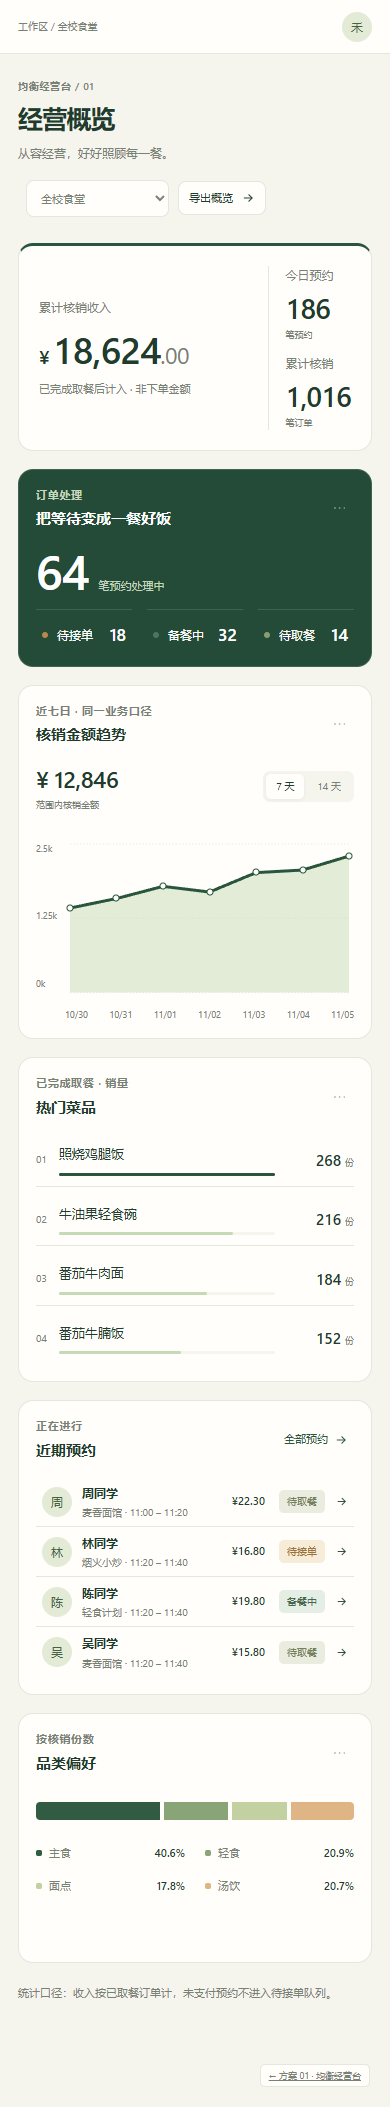 工作区 / 全校食堂
禾
均衡经营台 / 01
经营概览
从容经营，好好照顾每一餐。
全校食堂
导出概览 →
累计核销收入
¥ 18,624.00
已完成取餐后计入 · 非下单金额
今日预约
186
笔预约
累计核销
1,016
笔订单
订单处理
把等待变成一餐好饭
...
64 笔预约处理中
待接单 18
备餐中 32
待取餐 14
近七日 · 同一业务口径
核销金额趋势
...
¥ 12,846
范围内核销金额
7 天 14 天
2.5k
1.25k
0k
10/30 10/31 11/01 11/02 11/03 11/04 11/05
已完成取餐 · 销量
热门菜品
...
01 照烧鸡腿饭 268 份
02 牛油果轻食碗 216 份
03 番茄牛肉面 184 份
04 番茄牛腩饭 152 份
正在进行
近期预约
全部预约 →
周 周同学 ¥22.30 待取餐 →
麦香面馆 · 11:00 – 11:20
林 林同学 ¥16.80 待接单 →
烟火小炒 · 11:20 – 11:40
陈 陈同学 ¥19.80 备餐中 →
轻食计划 · 11:20 – 11:40
吴 吴同学 ¥15.80 待取餐 →
麦香面馆 · 11:20 – 11:40
按核销份数
品类偏好
...
主食 40.6% 轻食 20.9%
面点 17.8% 汤饮 20.7%
统计口径：收入按已取餐订单计，未支付预约不进入待接单队列。
← 方案 01 · 均衡经营台